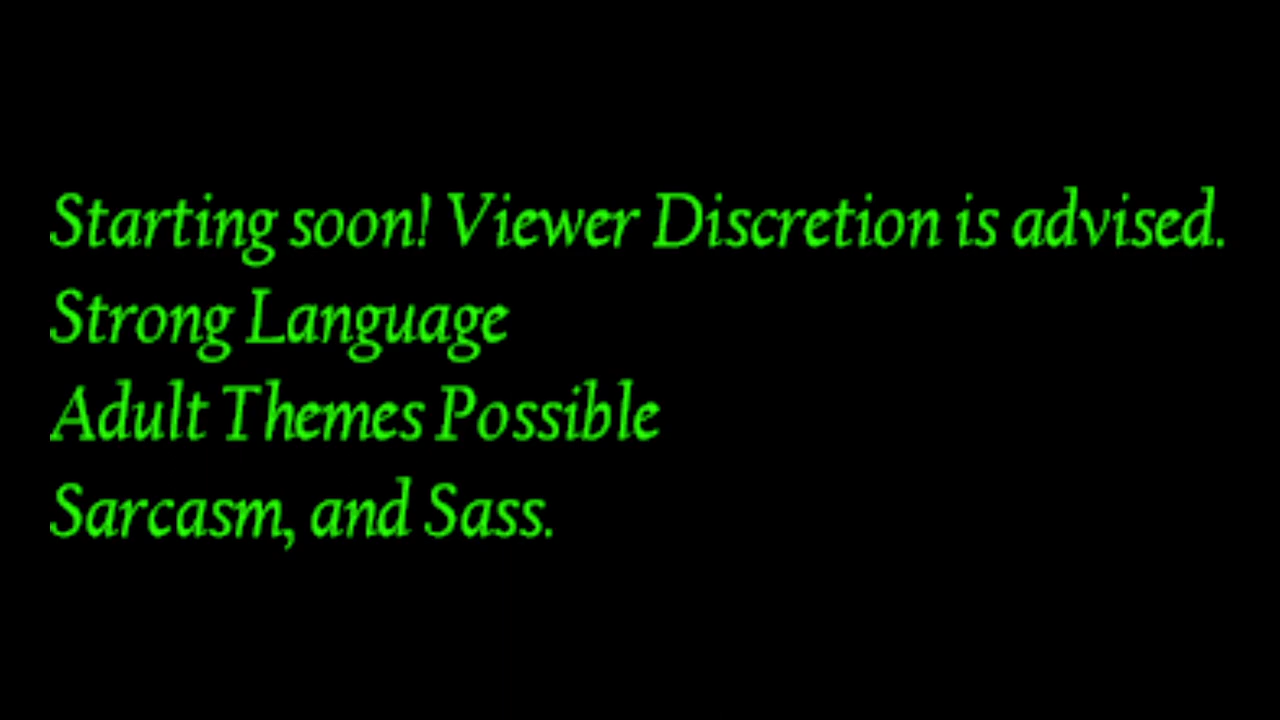 Starting soon! Viewer Discretion is advised.
Strong Language
Adult Themes Possible
Sarcasm, and Sass.